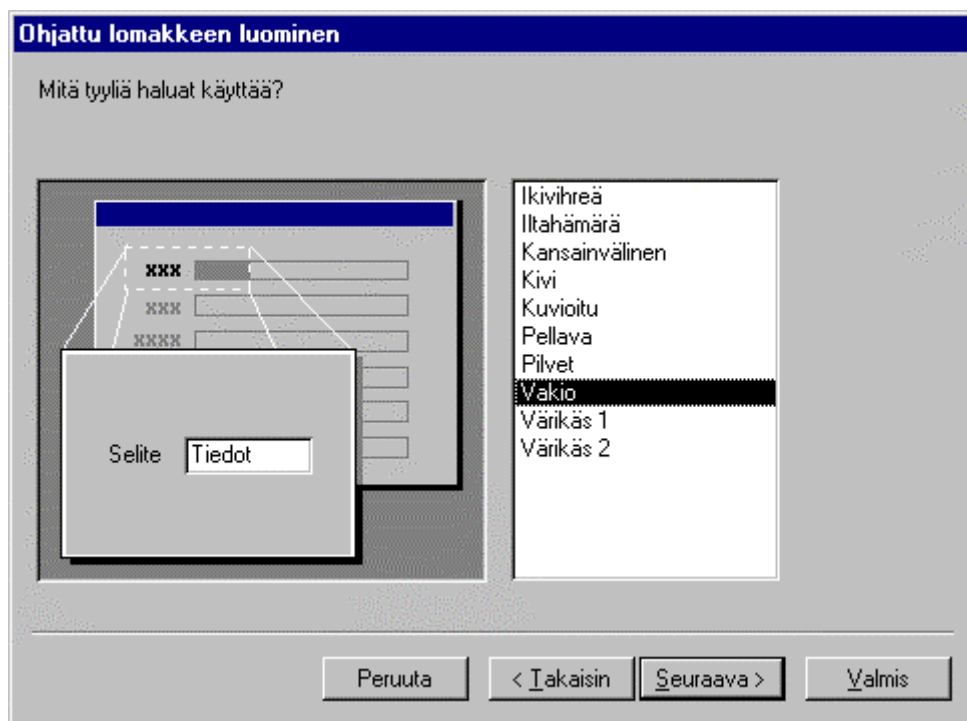 Ohjattu lomakkeen luominen
Mitä tyyliä haluat käyttää?
xxx
xxx
xxxx
Selite Tiedot
Ikivihreä
Iltahämärä
Kansainvälinen
Kivi
Kuvioitu
Pellava
Pilvet
Vakio
Värikäs 1
Värikäs 2
Peruuta < Takaisin Seuraava > Valmis